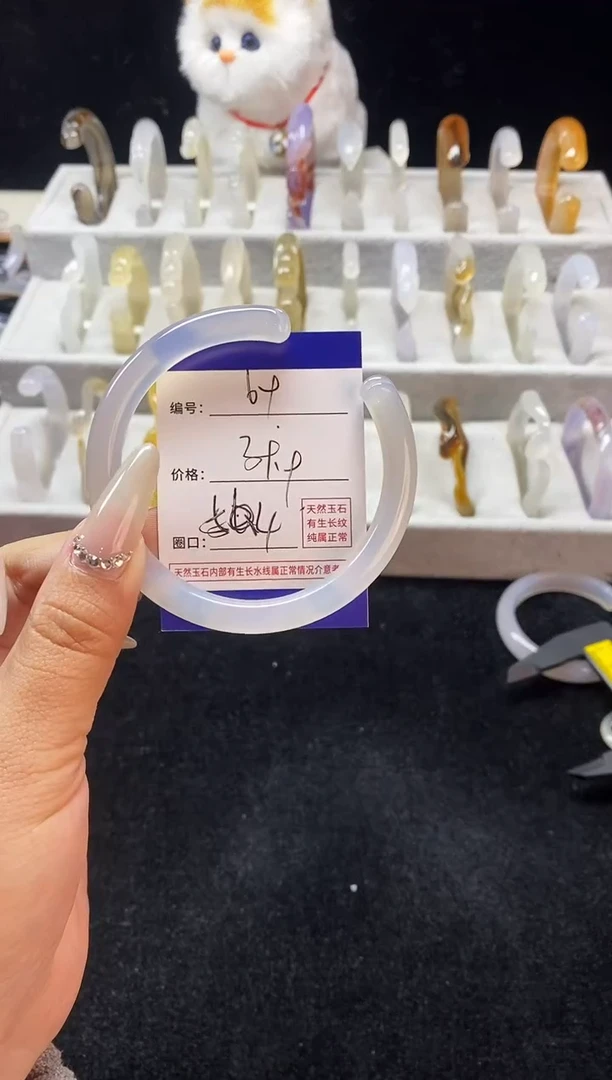 编号: 64
价格:
圈口:
天然玉石
有生长纹
纯属正常
天然玉石内部有生长水线属正常情况介意者